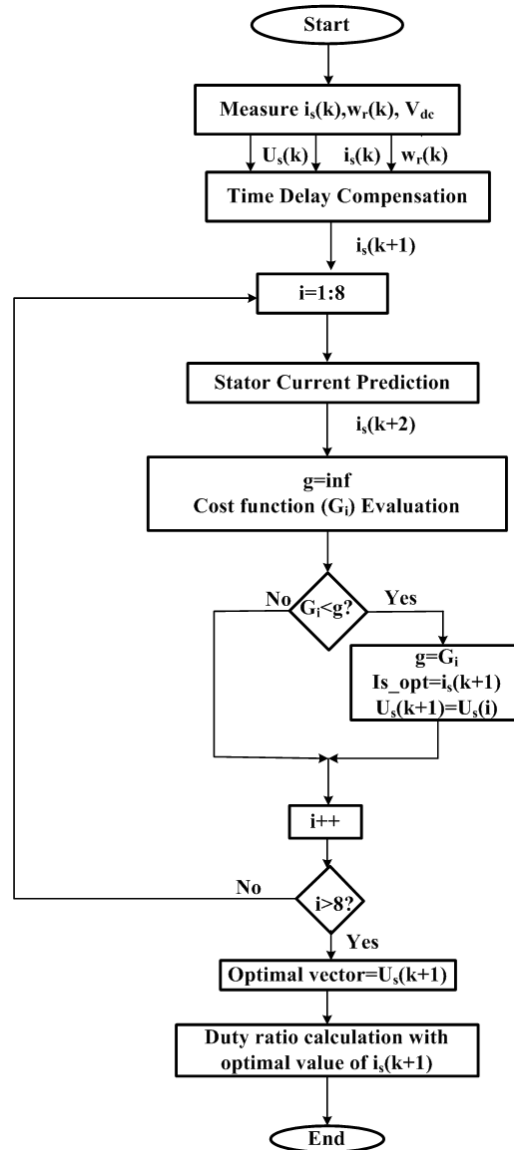 Start
Measure i_s(k),w_r(k), V_dc
U_s(k) i_s(k) w_r(k)
Time Delay Compensation
i_s(k+1)
i=1:8
Stator Current Prediction
i_s(k+2)
g=inf
Cost function (G_i) Evaluation
No G_i<g? Yes
g=G_i
Is_opt=i_s(k+1)
U_s(k+1)=U_s(i)
i++
No i>8?
Yes
Optimal vector=U_s(k+1)
Duty ratio calculation with
optimal value of i_s(k+1)
End